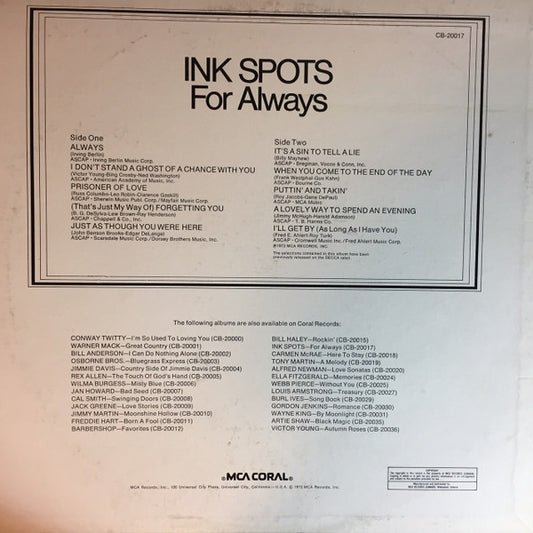 CB-20017
INK SPOTS
For Always
Side One
ALWAYS
(Irving Berlin)
ASCAP - Irving Berlin Music Corp.
I DON'T STAND A GHOST OF A CHANCE WITH YOU
(Victor Young-Bing Crosby-Ned Washington)
ASCAP - American Academy of Music, Inc.
PRISONER OF LOVE
(Russ Columbo-Leo Robin-Clarence Gaskill)
ASCAP - Sherwin Music Publ. Corp./Mayfair Music Corp.
(That's Just My Way Of) FORGETTING YOU
(B. G. DeSylva-Lew Brown-Ray Henderson)
ASCAP - Chappell & Co., Inc.
JUST AS THOUGH YOU WERE HERE
(John Benson Brooks-Edgar DeLange)
ASCAP - Scarsdale Music Corp./Dorsey Brothers Music, Inc.
Side Two
IT'S A SIN TO TELL A LIE
(Billy Mayhew)
ASCAP - Bregman, Vocco & Conn, Inc.
WHEN YOU COME TO THE END OF THE DAY
(Frank Westphal-Gus Kahn)
ASCAP - Bourne Co.
PUTTIN' AND TAKIN'
(Roy Jacobs-Gene DePaul)
ASCAP - MCA Music
A LOVELY WAY TO SPEND AN EVENING
(Jimmy McHugh-Harold Adamson)
ASCAP - T. B. Harms Co.
I'LL GET BY (As Long As I Have You)
(Fred E. Ahlert-Roy Turk)
ASCAP - Cromwell Music Inc./Fred Ahlert Music Corp.
℗1973 MCA RECORDS, INC.
The selections contained in this album have been
previously released on the DECCA label.
The following albums are also available on Coral Records:
CONWAY TWITTY—I'm So Used To Loving You (CB-20000)
WARNER MACK—Great Country (CB-20001)
BILL ANDERSON—I Can Do Nothing Alone (CB-20002)
OSBORNE BROS.—Bluegrass Express (CB-20003)
JIMMIE DAVIS—Country Side Of Jimmie Davis (CB-20004)
REX ALLEN—The Touch Of God's Hand (CB-20005)
WILMA BURGESS—Misty Blue (CB-20006)
JAN HOWARD—Bad Seed (CB-20007)
CAL SMITH—Swinging Doors (CB-20008)
JACK GREENE—Love Stories (CB-20009)
JIMMY MARTIN—Moonshine Hollow (CB-20010)
FREDDIE HART—Born A Fool (CB-20011)
BARBERSHOP—Favorites (CB-20012)
BILL HALEY—Rockin' (CB-20015)
INK SPOTS—For Always (CB-20017)
CARMEN McRAE—Here To Stay (CB-20018)
TONY MARTIN—A Melody (CB-20019)
ALFRED NEWMAN—Love Sonatas (CB-20020)
ELLA FITZGERALD—Memories (CB-20024)
WEBB PIERCE—Without You (CB-20025)
LOUIS ARMSTRONG—Treasury (CB-20027)
BURL IVES—Song Book (CB-20029)
GORDON JENKINS—Romance (CB-20030)
WAYNE KING—By Moonlight (CB-20031)
ARTIE SHAW—Black Magic (CB-20035)
VICTOR YOUNG—Autumn Roses (CB-20036)
®MCA CORAL®
MCA Records, Inc., 100 Universal City Plaza, Universal City, California—U.S.A. © 1973 MCA Records, Inc.